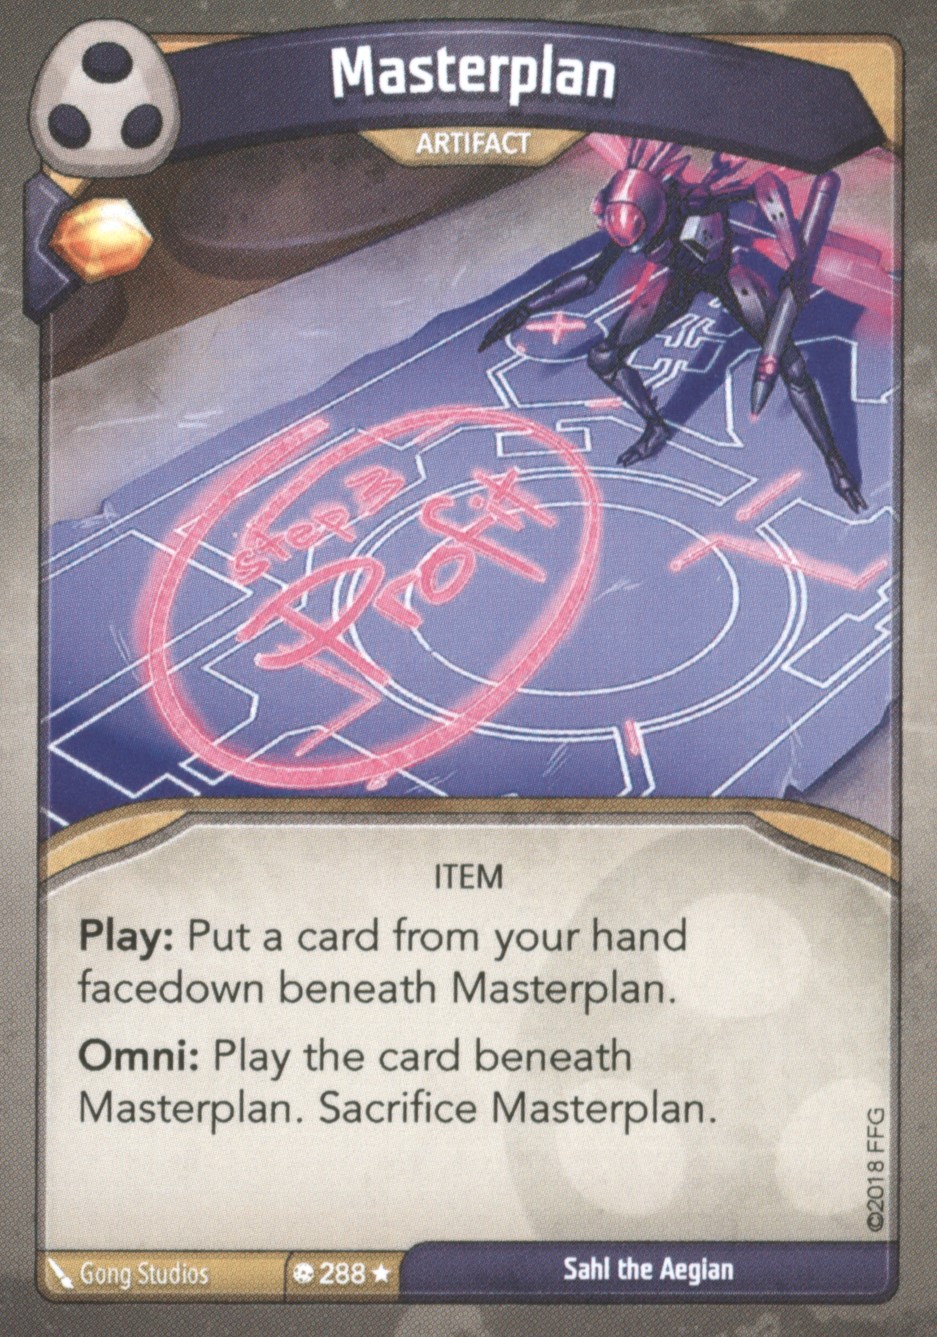 Masterplan
ARTIFACT
step 3
Profit
ITEM
Play: Put a card from your hand
facedown beneath Masterplan.
Omni: Play the card beneath
Masterplan. Sacrifice Masterplan.
©2018 FFG
Gong Studios
288★
Sahl the Aegian